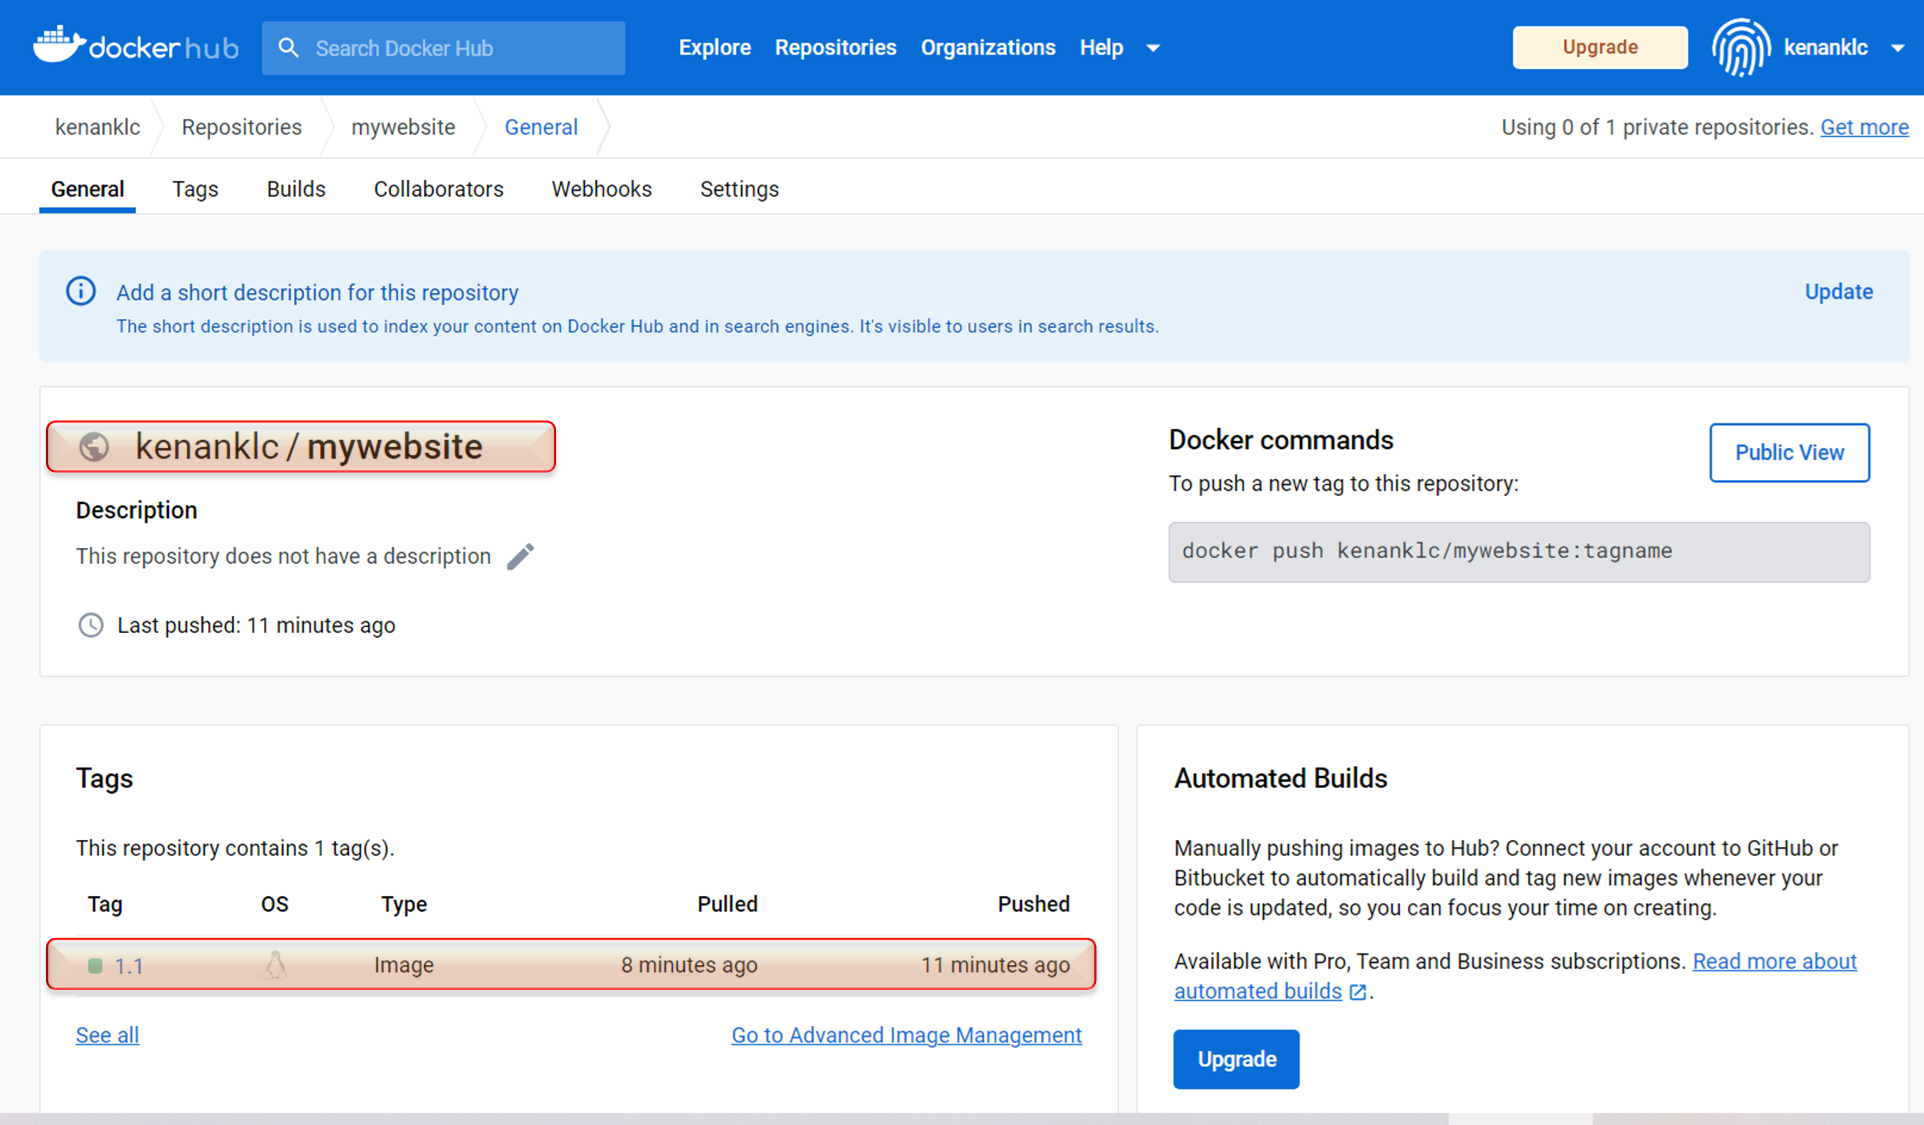 docker hub
Search Docker Hub
Explore Repositories Organizations Help
Upgrade
kenanklc
kenanklc Repositories mywebsite General
Using 0 of 1 private repositories. Get more
General Tags Builds Collaborators Webhooks Settings
Add a short description for this repository
Update
The short description is used to index your content on Docker Hub and in search engines. It's visible to users in search results.
kenanklc / mywebsite
Description
This repository does not have a description
Last pushed: 11 minutes ago
Docker commands
Public View
To push a new tag to this repository:
docker push kenanklc/mywebsite:tagname
Tags
This repository contains 1 tag(s).
Tag OS Type Pulled Pushed
1.1 Image 8 minutes ago 11 minutes ago
See all
Go to Advanced Image Management
Automated Builds
Manually pushing images to Hub? Connect your account to GitHub or
Bitbucket to automatically build and tag new images whenever your
code is updated, so you can focus your time on creating.
Available with Pro, Team and Business subscriptions. Read more about
automated builds .
Upgrade